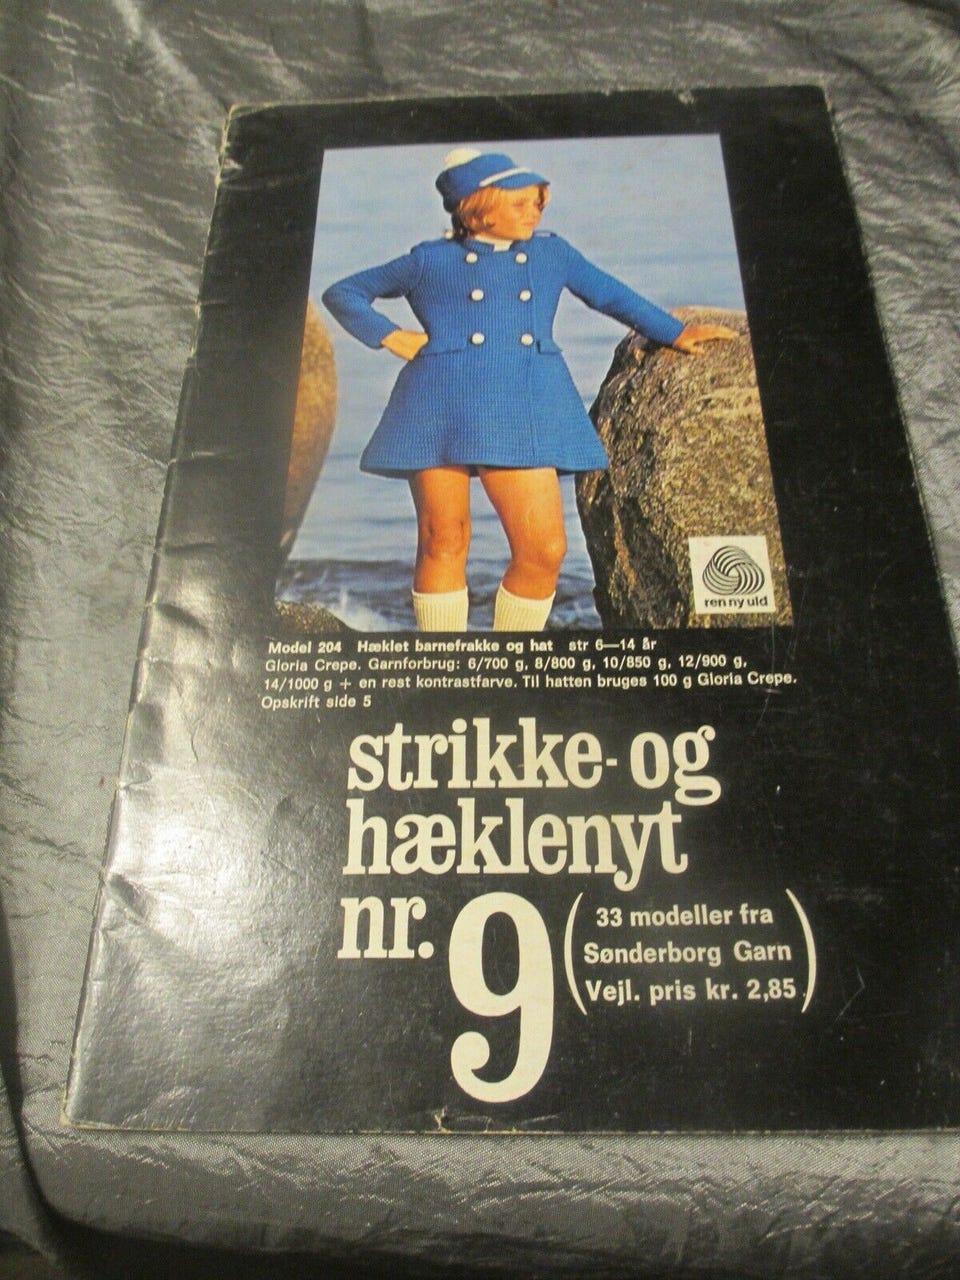 ren ny uld
Model 204 Hæklet barnefrakke og hat str 6—14 år
Gloria Crepe. Garnforbrug: 6/700 g, 8/800 g, 10/850 g, 12/900 g,
14/1000 g + en rest kontrastfarve. Til hatten bruges 100 g Gloria Crepe.
Opskrift side 5
strikke- og
hæklenyt
nr. 9
(33 modeller fra
Sønderborg Garn
Vejl. pris kr. 2,85)